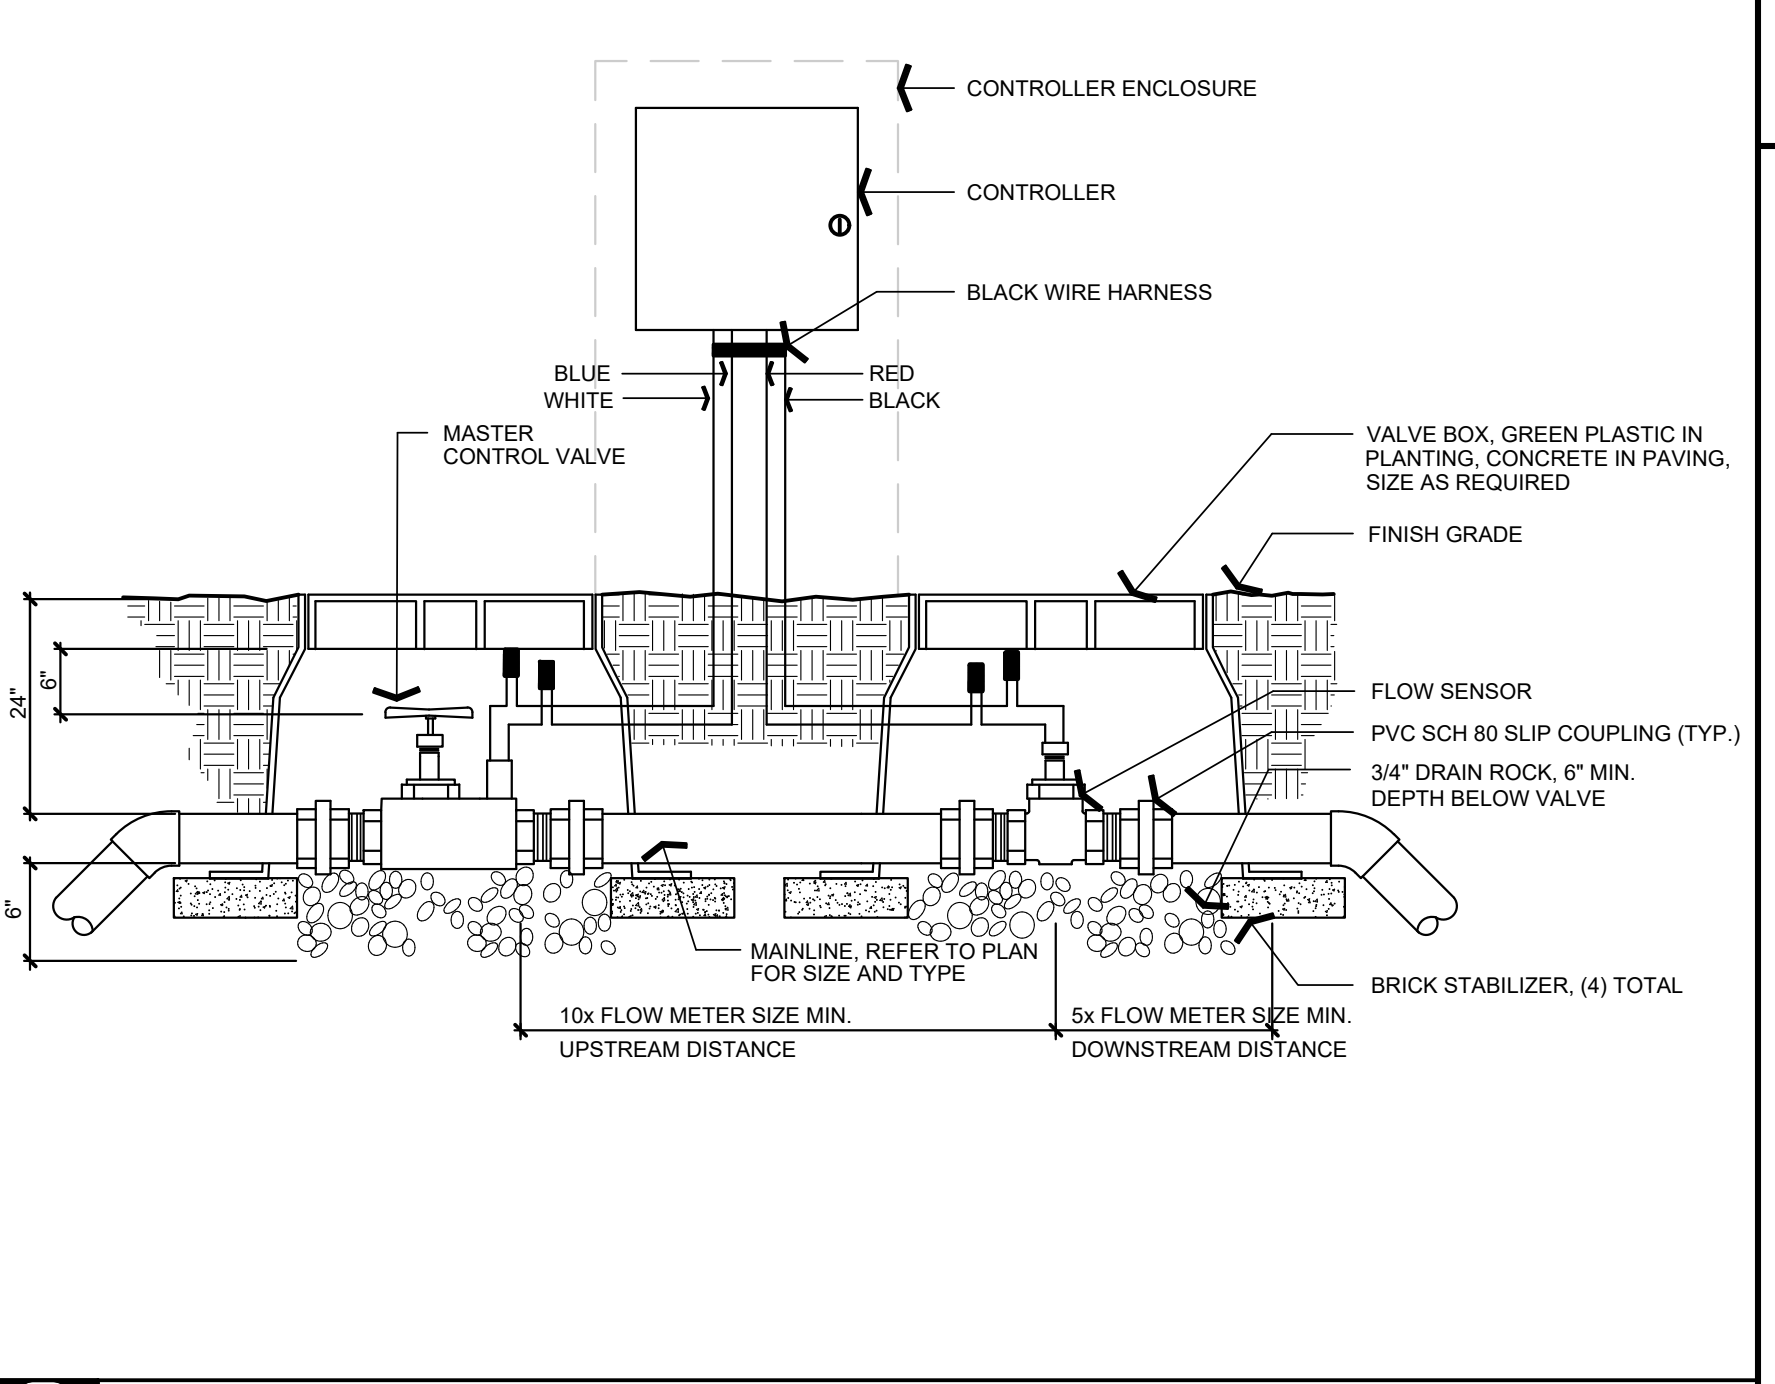 CONTROLLER ENCLOSURE
CONTROLLER
BLACK WIRE HARNESS
BLUE
RED
WHITE
BLACK
MASTER
CONTROL VALVE
VALVE BOX, GREEN PLASTIC IN
PLANTING, CONCRETE IN PAVING,
SIZE AS REQUIRED
FINISH GRADE
24"
6"
FLOW SENSOR
PVC SCH 80 SLIP COUPLING (TYP.)
3/4" DRAIN ROCK, 6" MIN.
DEPTH BELOW VALVE
6"
MAINLINE, REFER TO PLAN
FOR SIZE AND TYPE
BRICK STABILIZER, (4) TOTAL
10x FLOW METER SIZE MIN.
UPSTREAM DISTANCE
5x FLOW METER SIZE MIN.
DOWNSTREAM DISTANCE